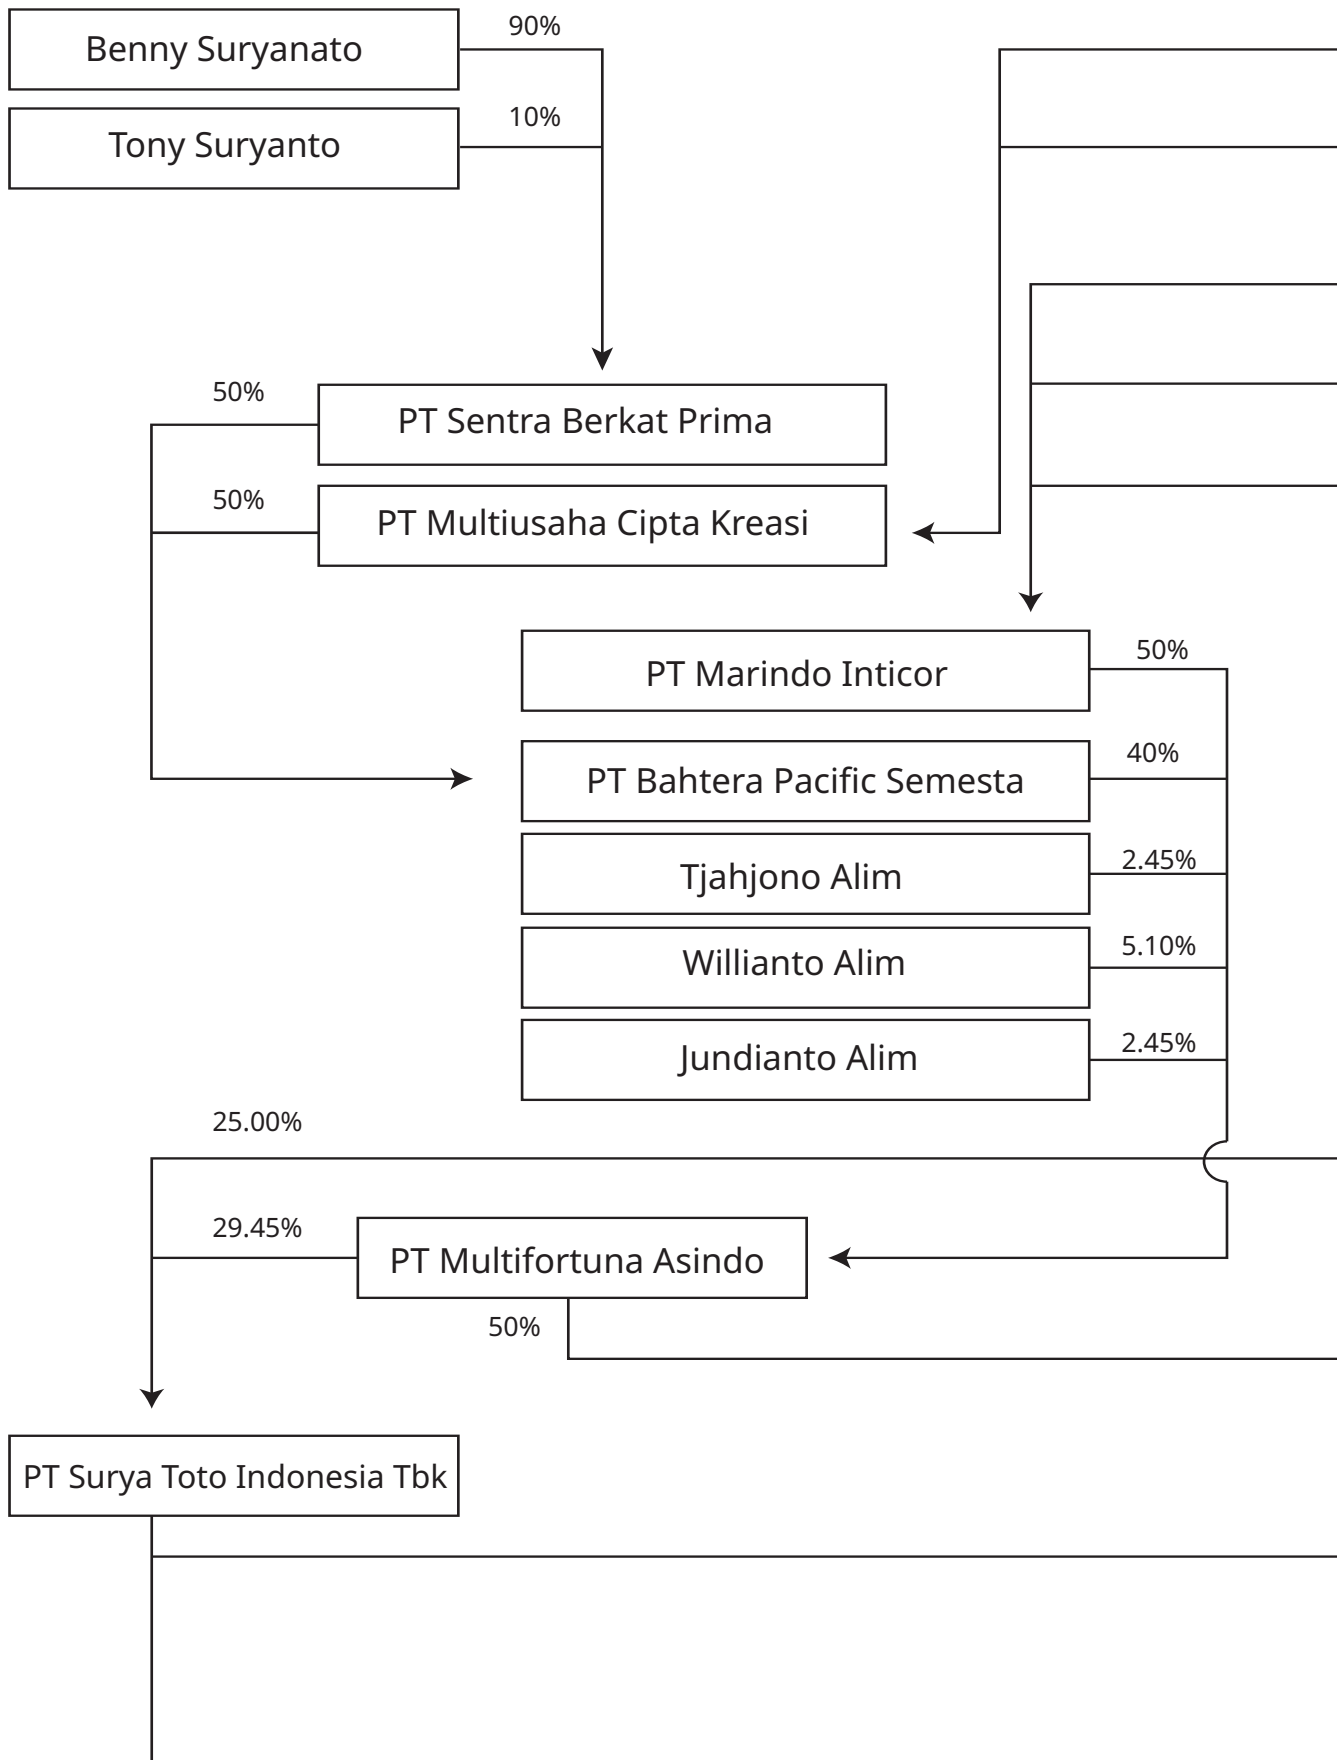 90%
Benny Suryanato
10%
Tony Suryanto
50%
PT Sentra Berkat Prima
50%
PT Multiusaha Cipta Kreasi
50%
PT Marindo Inticor
40%
PT Bahtera Pacific Semesta
2.45%
Tjahjono Alim
5.10%
Willianto Alim
2.45%
Jundianto Alim
25.00%
29.45%
PT Multifortuna Asindo
50%
PT Surya Toto Indonesia Tbk